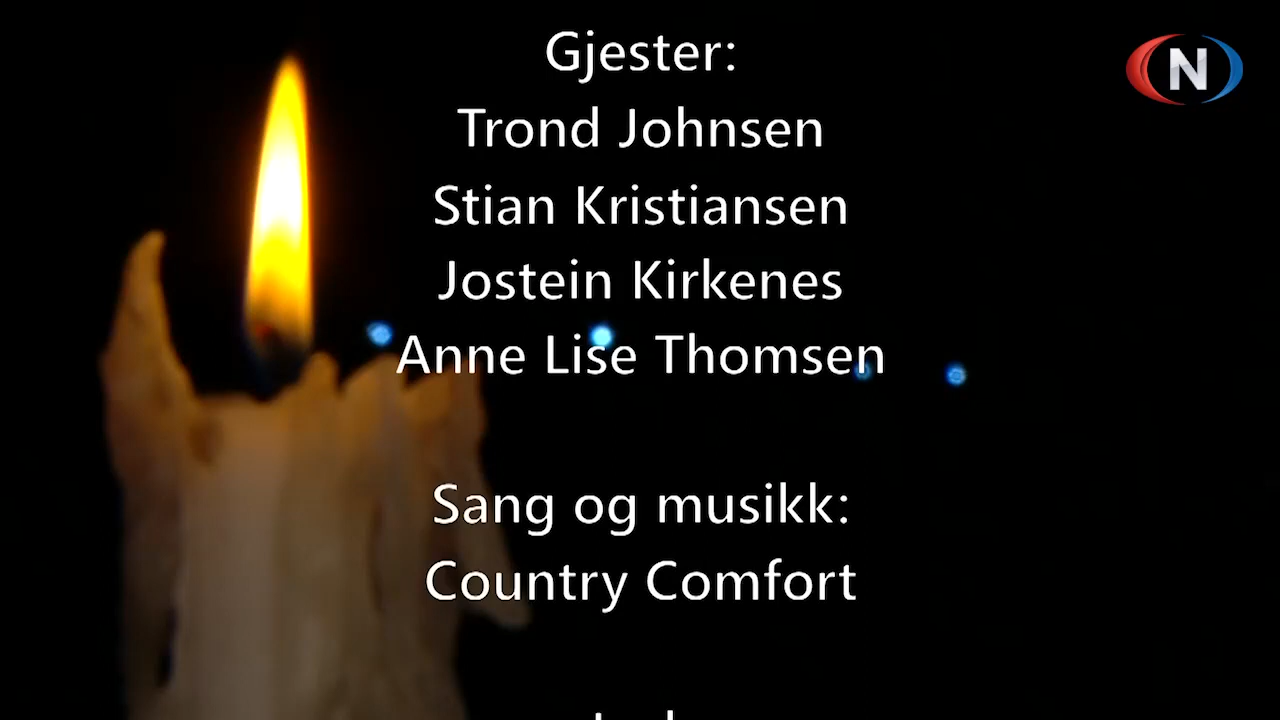 Gjester:
N
Trond Johnsen
Stian Kristiansen
Jostein Kirkenes
Anne Lise Thomsen
Sang og musikk:
Country Comfort